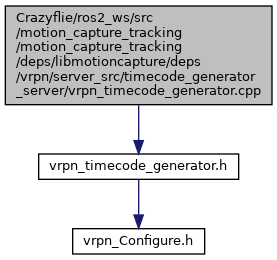 Crazyflie/ros2_ws/src
/motion_capture_tracking
/motion_capture_tracking
/deps/libmotioncapture/deps
/vrpn/server_src/timecode_generator
_server/vrpn_timecode_generator.cpp
vrpn_timecode_generator.h
vrpn_Configure.h